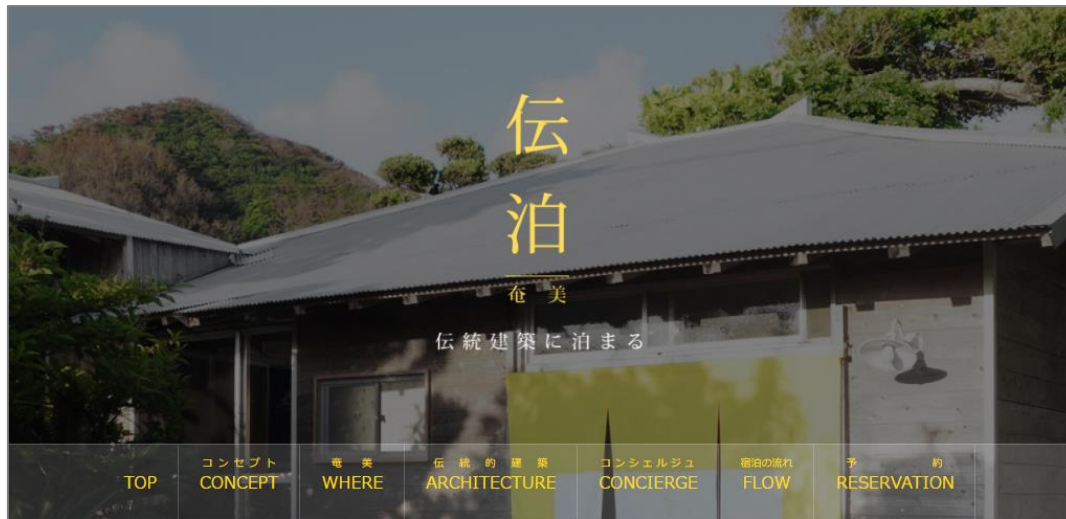 伝泊
奄美
伝統建築に泊まる
TOP
コンセプト
CONCEPT
奄美
WHERE
伝統的建築
ARCHITECTURE
コンシェルジュ
CONCIERGE
宿泊の流れ
FLOW
予約
RESERVATION